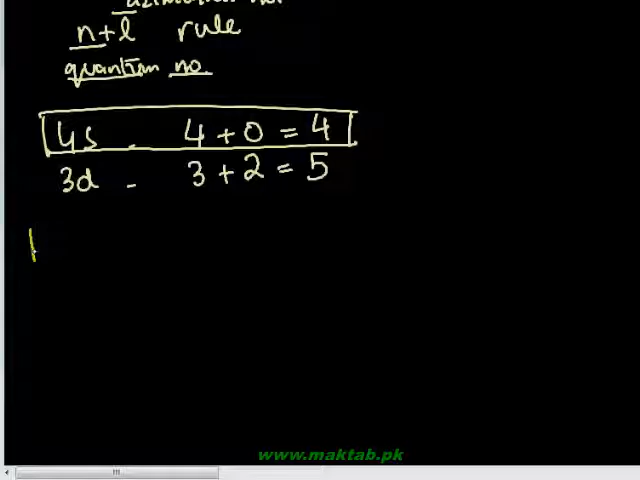 n+l rule
quantum no.
4s - 4+0=4
3d - 3+2=5
www.maktab.pk